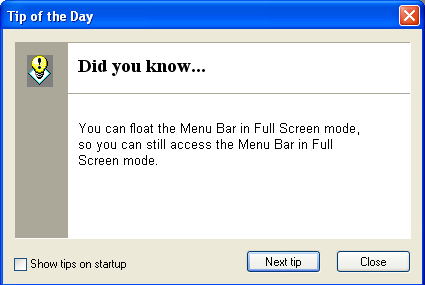 Tip of the Day
Did you know...
You can float the Menu Bar in Full Screen mode,
so you can still access the Menu Bar in Full
Screen mode.
Show tips on startup
Next tip
Close